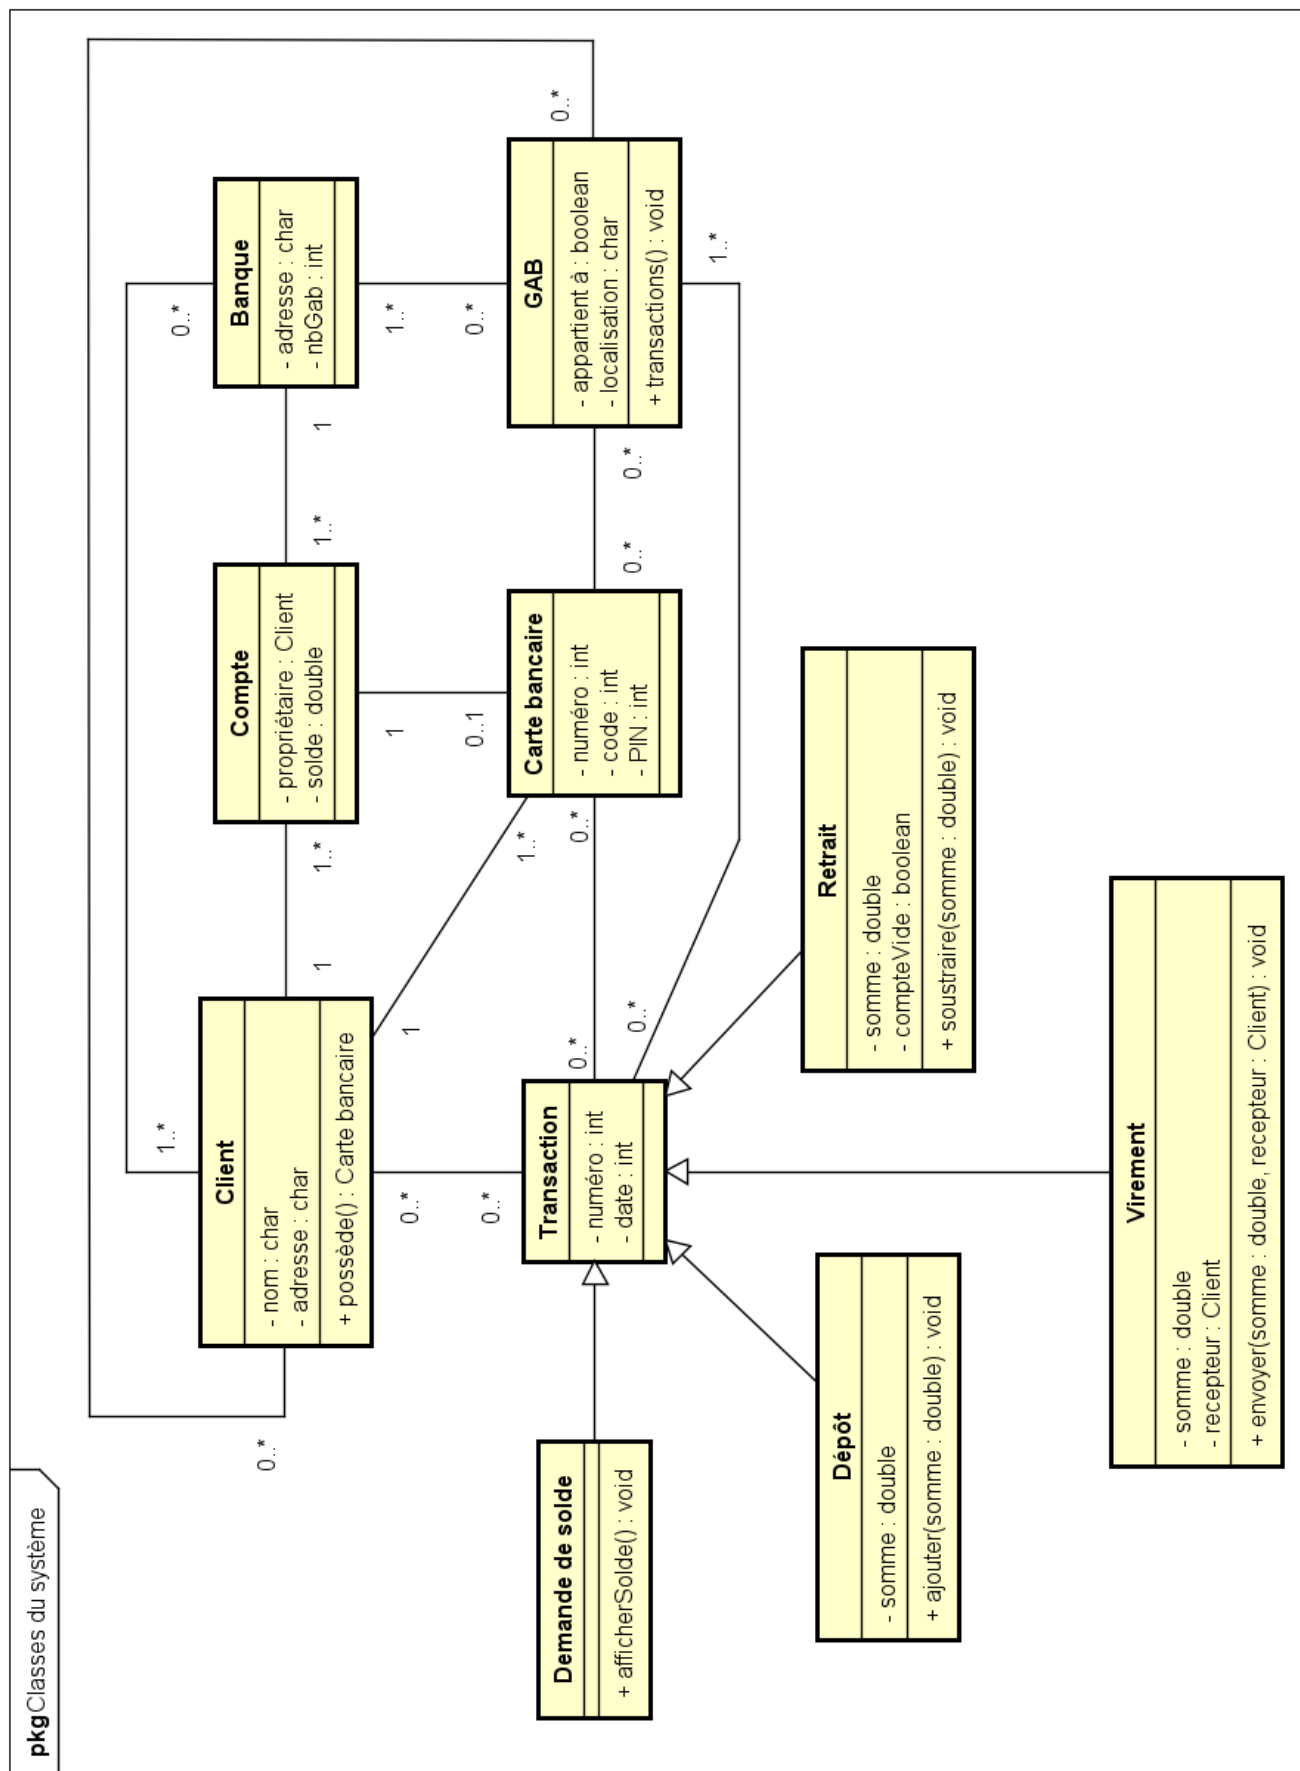 pkg Classes du système
0..*
1..*
0..*
Client
- nom : char
- adresse : char
+ possède() : Carte bancaire
1
1..*
Compte
- propriétaire : Client
- solde : double
1..*
1
Banque
- adresse : char
- nbGab : int
0..*
0..*
1
1..*
1
0..1
1..*
0..*
Demande de solde
+ afficherSolde() : void
Transaction
- numéro : int
- date : int
0..*
0..*
Carte bancaire
- numéro : int
- code : int
- PIN : int
0..*
0..*
GAB
- appartient à : boolean
- localisation : char
+ transactions() : void
0..*
0..*
1..*
Dépôt
- somme : double
+ ajouter(somme : double) : void
Retrait
- somme : double
- compteVide : boolean
+ soustraire(somme : double) : void
Virement
- somme : double
- recepteur : Client
+ envoyer(somme : double, recepteur : Client) : void